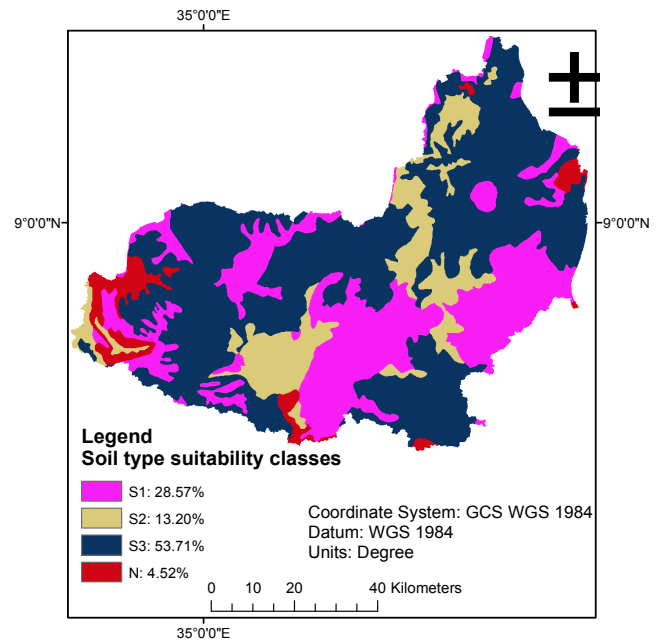 35°0'0"E
9°0'0"N
9°0'0"N
Legend
Soil type suitability classes
S1: 28.57%
S2: 13.20%
S3: 53.71%
N: 4.52%
Coordinate System: GCS WGS 1984
Datum: WGS 1984
Units: Degree
0 10 20 40 Kilometers
35°0'0"E